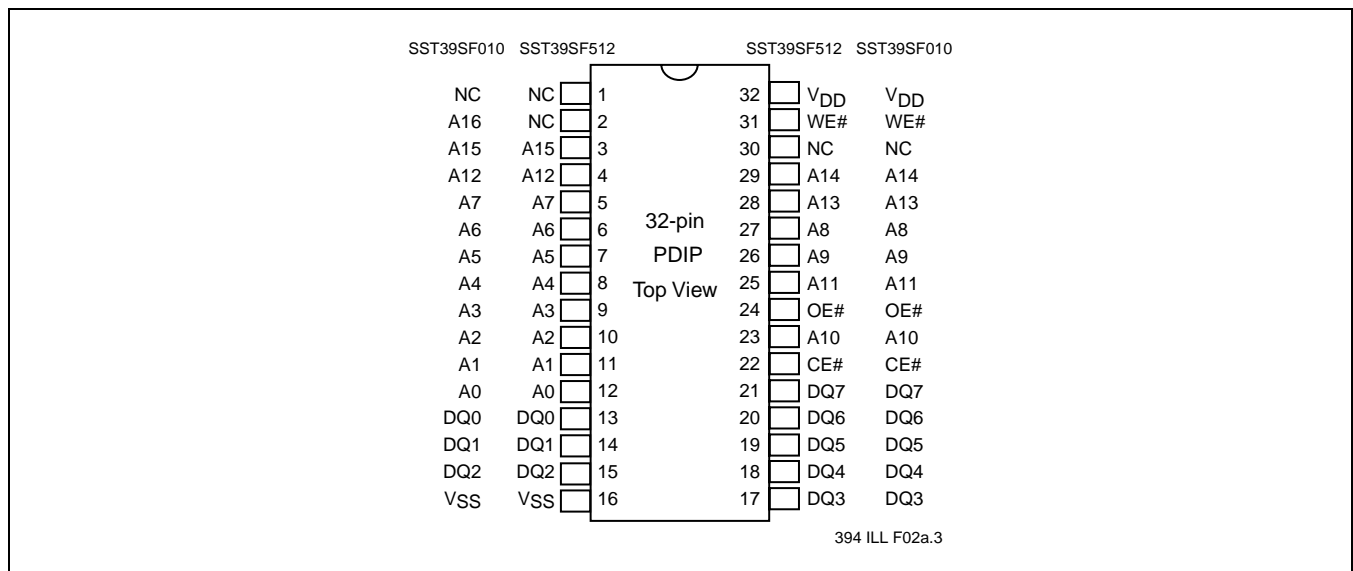 SST39SF010 SST39SF512 SST39SF512 SST39SF010
NC NC 1 32 VDD VDD
A16 NC 2 31 WE# WE#
A15 A15 3 30 NC NC
A12 A12 4 29 A14 A14
A7 A7 5 28 A13 A13
A6 A6 6 32-pin 27 A8 A8
A5 A5 7 PDIP 26 A9 A9
A4 A4 8 Top View 25 A11 A11
A3 A3 9 24 OE# OE#
A2 A2 10 23 A10 A10
A1 A1 11 22 CE# CE#
A0 A0 12 21 DQ7 DQ7
DQ0 DQ0 13 20 DQ6 DQ6
DQ1 DQ1 14 19 DQ5 DQ5
DQ2 DQ2 15 18 DQ4 DQ4
VSS VSS 16 17 DQ3 DQ3
394 ILL F02a.3